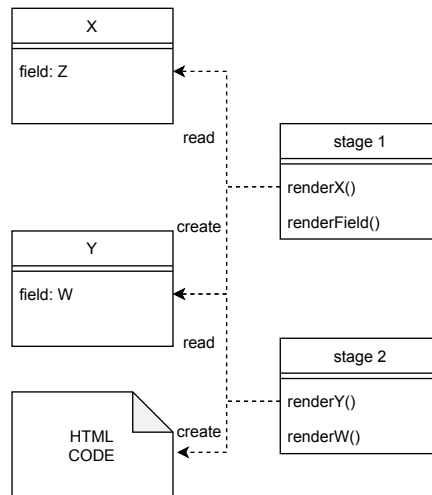 X
field: Z
read
stage 1
renderX()
renderField()
create
Y
field: W
read
stage 2
renderY()
renderW()
create
HTML
CODE